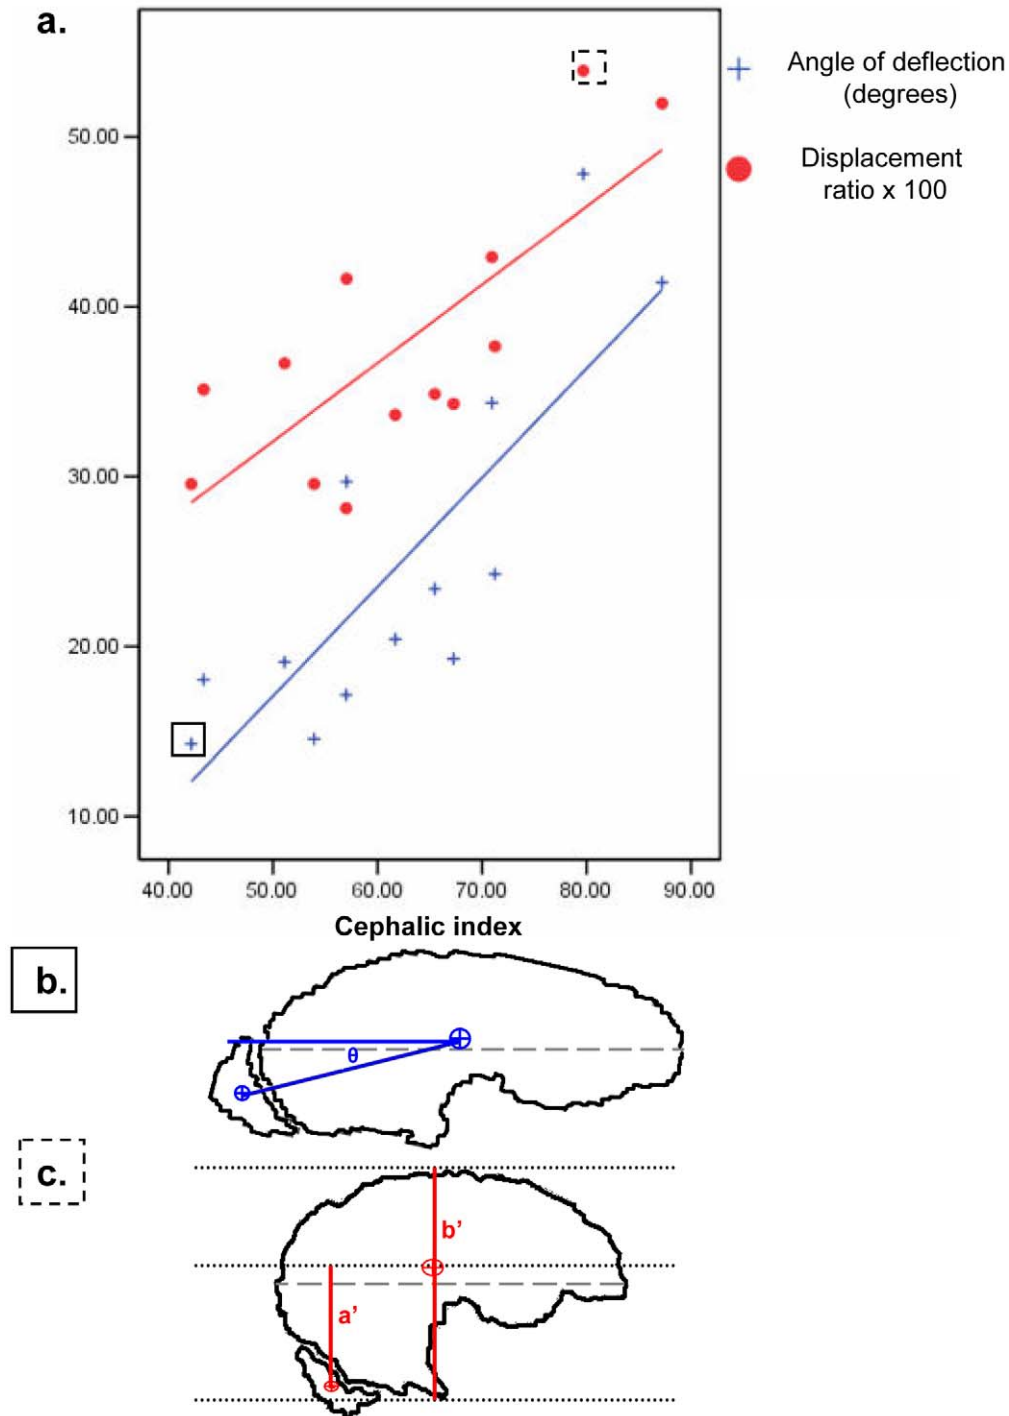 a.
Angle of deflection
(degrees)
Displacement
ratio x 100
50.00
40.00
30.00
20.00
10.00
40.00 50.00 60.00 70.00 80.00 90.00
Cephalic index
b.
θ
c.
b’
a’